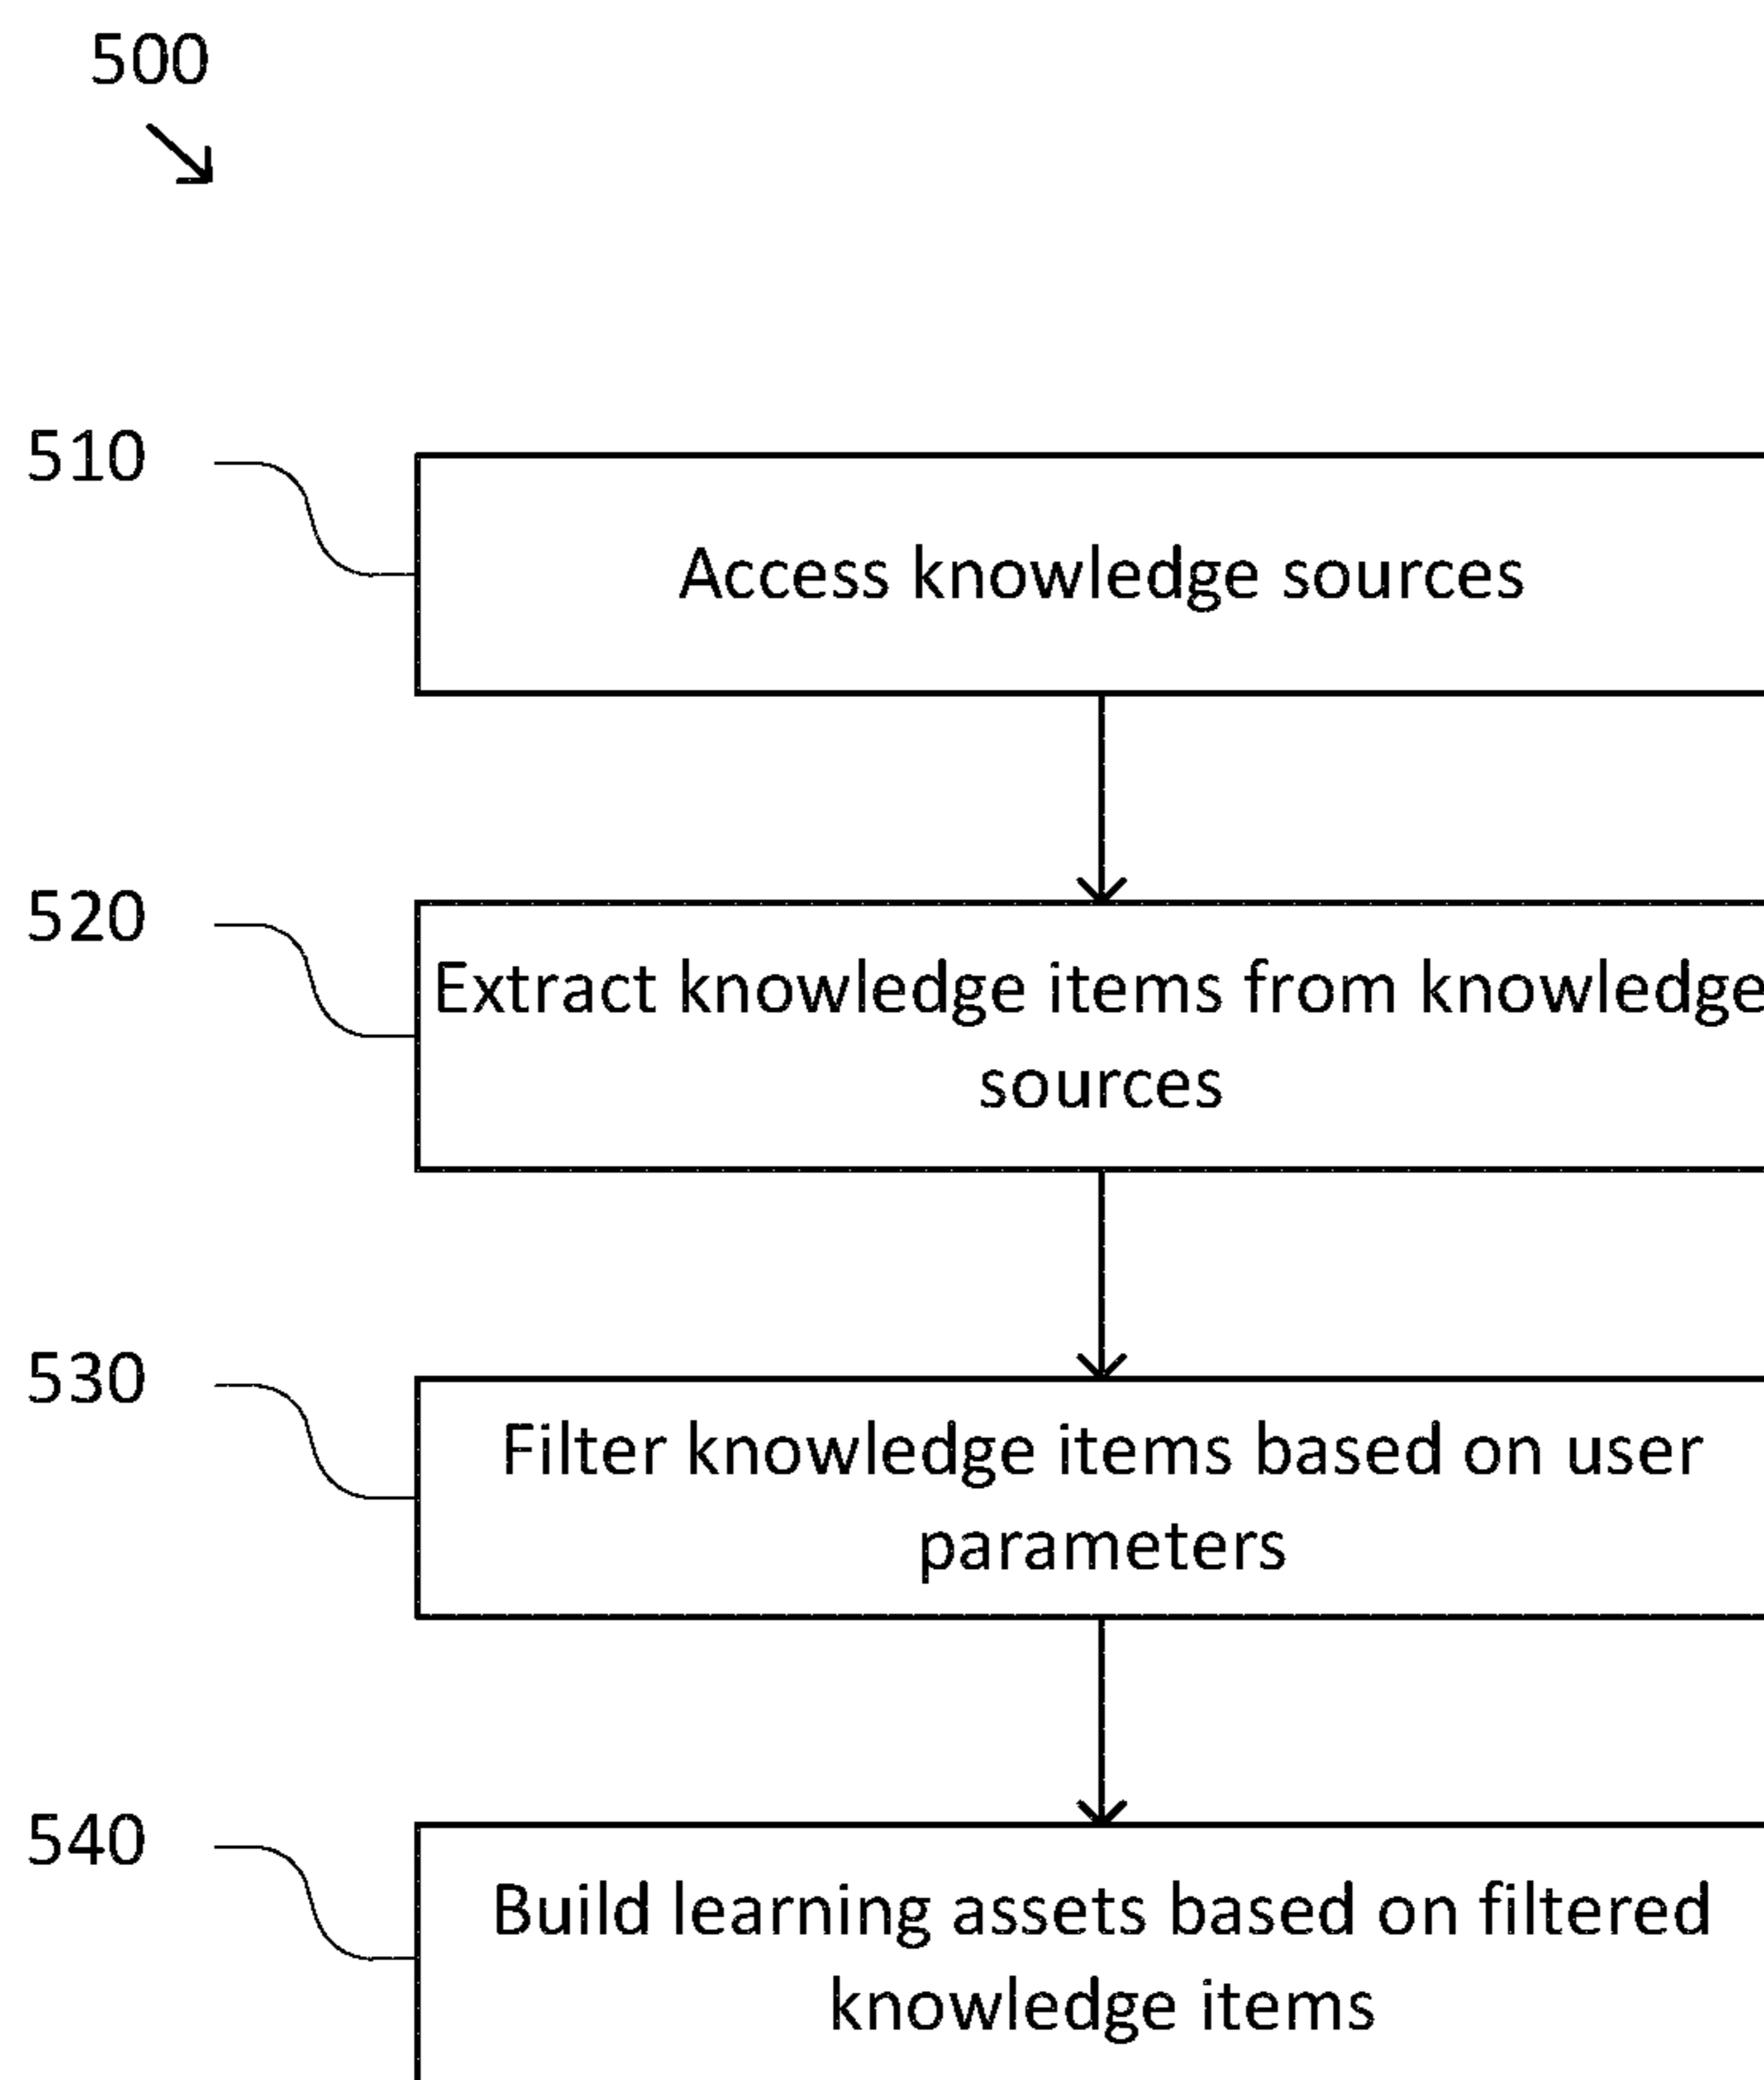 500
510
Access knowledge sources
520
Extract knowledge items from knowledge
sources
530
Filter knowledge items based on user
parameters
540
Build learning assets based on filtered
knowledge items